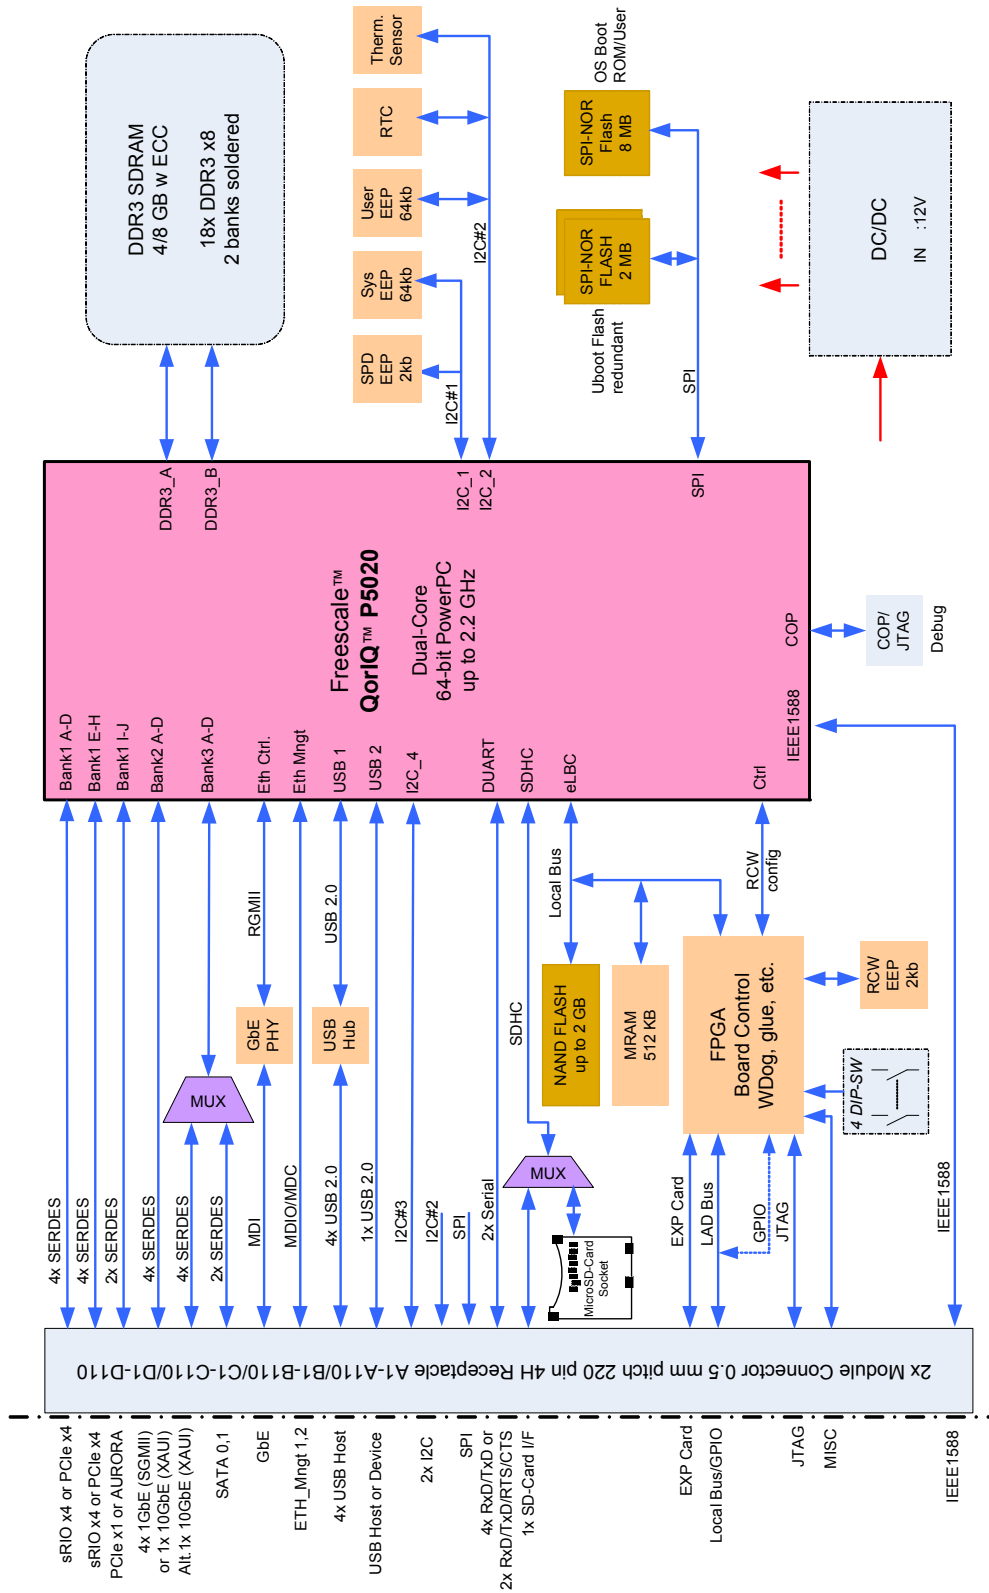 DDR3 SDRAM
4/8 GB w ECC
18x DDR3 x8
2 banks soldered
Therm.
Sensor
RTC
User
EEP
64kb
Sys
EEP
64kb
SPD
EEP
2kb
I2C#1
I2C#2
OS Boot
ROM/User
SPI-NOR
Flash
8 MB
SPI-NOR
FLASH
2 MB
Uboot Flash
redundant
SPI
DC/DC
IN :12V
DDR3_A
DDR3_B
I2C_1
I2C_2
SPI
Freescale™
QorIQ™ P5020
Dual-Core
64-bit PowerPC
up to 2.2 GHz
COP
COP/
JTAG
Debug
IEEE1588
Bank1 A-D
Bank1 E-H
Bank1 I-J
Bank2 A-D
Bank3 A-D
Eth Ctrl.
Eth Mngt
USB 1
USB 2
I2C_4
DUART
SDHC
eLBC
Ctrl
RGMII
USB 2.0
Local Bus
RCW
config
GbE
PHY
USB
Hub
SDHC
NAND FLASH
up to 2 GB
MRAM
512 KB
FPGA
Board Control
WDog, glue, etc.
RCW
EEP
2kb
4 DIP-SW
MUX
MUX
4x SERDES
4x SERDES
2x SERDES
4x SERDES
4x SERDES
2x SERDES
MDI
MDIO/MDC
4x USB 2.0
1x USB 2.0
I2C#3
I2C#2
SPI
2x Serial
MicroSD-Card
Socket
EXP Card
LAD Bus
GPIO
JTAG
IEEE1588
2x Module Connector 0.5 mm pitch 220 pin 4H Receptacle A1-A110/B1-B110/C1-C110/D1-D110
sRIO x4 or PCIe x4
sRIO x4 or PCIe x4
PCIe x1 or AURORA
4x 1GbE (SGMII)
or 1x 10GbE (XAUI)
Alt.1x 10GbE (XAUI)
SATA 0,1
GbE
ETH_Mngt 1,2
4x USB Host
USB Host or Device
2x I2C
SPI
4x RxD/TxD or
2x RxD/TxD/RTS/CTS
1x SD-Card I/F
EXP Card
Local Bus/GPIO
JTAG
MISC
IEEE1588